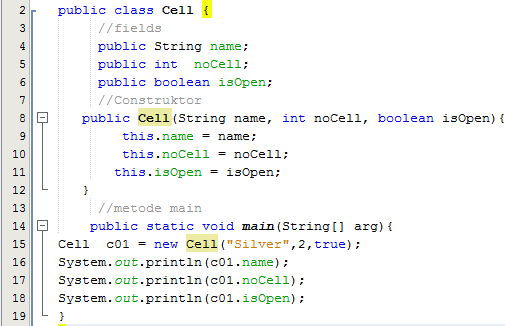 2 public class Cell {
3 //fields
4 public String name;
5 public int  noCell;
6 public boolean isOpen;
7 //Construktor
8 public Cell(String name, int noCell, boolean isOpen){
9 this.name = name;
10 this.noCell = noCell;
11 this.isOpen = isOpen;
12 }
13 //metode main
14 public static void main(String[] arg){
15 Cell  c01 = new Cell("Silver",2,true);
16 System.out.println(c01.name);
17 System.out.println(c01.noCell);
18 System.out.println(c01.isOpen);
19 }